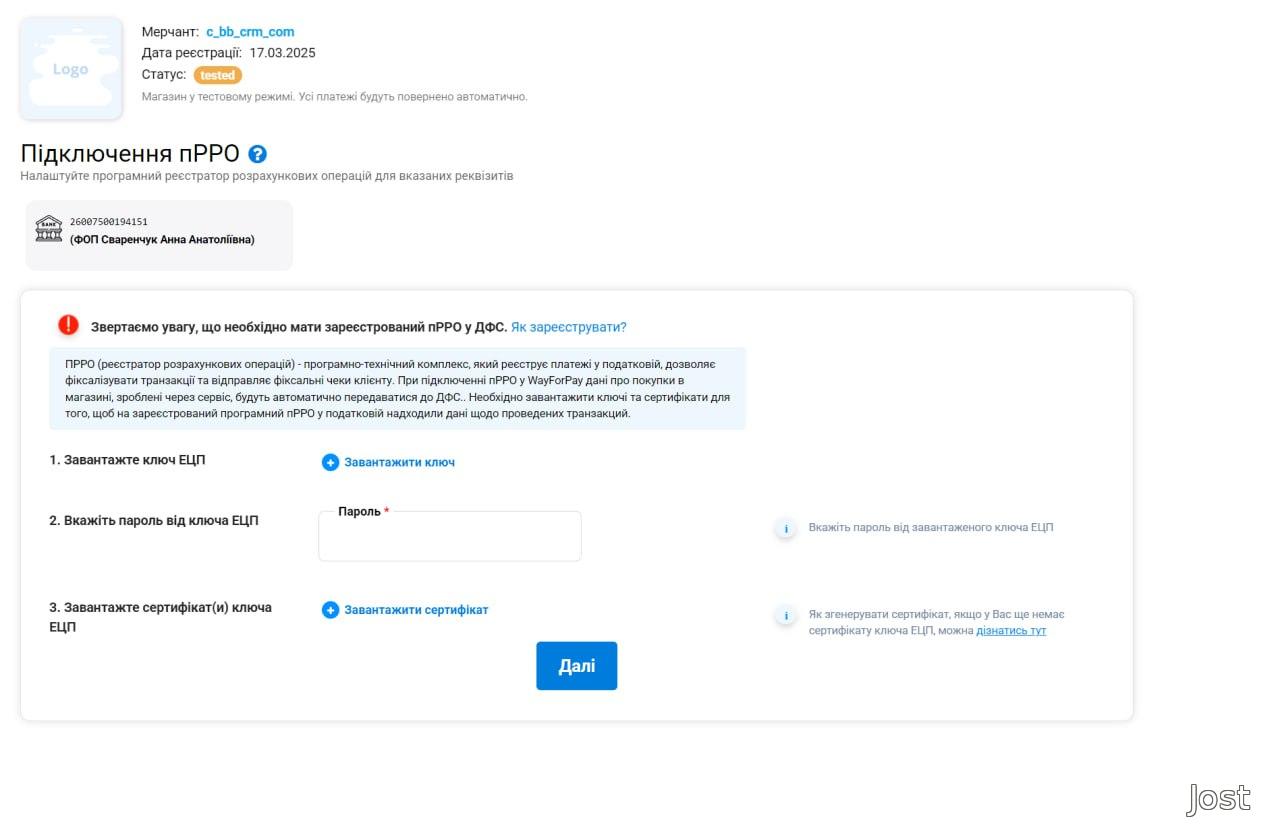 Logo
Мерчант: c_bb_crm_com
Дата реєстрації: 17.03.2025
Статус: tested
Магазин у тестовому режимі. Усі платежі будуть повернено автоматично.
Підключення пРРО ?
Налаштуйте програмний реєстратор розрахункових операцій для вказаних реквізитів
BANK
26007500194151
(ФОП Сваренчук Анна Анатоліївна)
Звертаємо увагу, що необхідно мати зареєстрований пРРО у ДФС. Як зареєструвати?
ПРРО (реєстратор розрахункових операцій) - програмно-технічний комплекс, який реєструє платежі у податковій, дозволяє
фіксалізувати транзакції та відправляє фіксальні чеки клієнту. При підключенні пРРО у WayForPay дані про покупки в
магазині, зроблені через сервіс, будуть автоматично передаватися до ДФС.. Необхідно завантажити ключі та сертифікати для
того, щоб на зареєстрований програмний пРРО у податковій надходили дані щодо проведених транзакций.
1. Завантажте ключ ЕЦП
Завантажити ключ
2. Вкажіть пароль від ключа ЕЦП
Пароль *
Вкажіть пароль від завантаженого ключа ЕЦП
3. Завантажте сертифікат(и) ключа
ЕЦП
Завантажити сертифікат
Як згенерувати сертифікат, якщо у Вас ще немає
сертифікату ключа ЕЦП, можна дізнатись тут
Далі
Jost